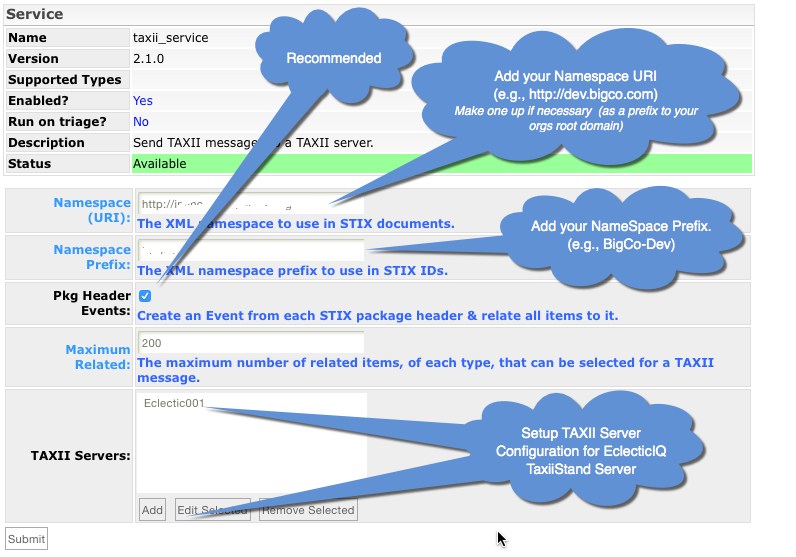 Service
Name taxii_service
Version 2.1.0
Supported Types
Enabled? Yes
Run on triage? No
Description Send TAXII message to a TAXII server.
Status Available
Recommended
Add your Namespace URI
(e.g., http://dev.bigco.com)
Make one up if necessary (as a prefix to your
orgs root domain)
Namespace
(URI):
The XML namespace to use in STIX documents.
Namespace
Prefix:
The XML namespace prefix to use in STIX IDs.
Add your NameSpace Prefix.
(e.g., BigCo-Dev)
Pkg Header
Events:
Create an Event from each STIX package header & relate all items to it.
Maximum
Related:
200
The maximum number of related items, of each type, that can be selected for a TAXII
message.
TAXII Servers:
Eclectic001
Setup TAXII Server
Configuration for EclecticIQ
TaxiiStand Server
Add Edit Selected Remove Selected
Submit